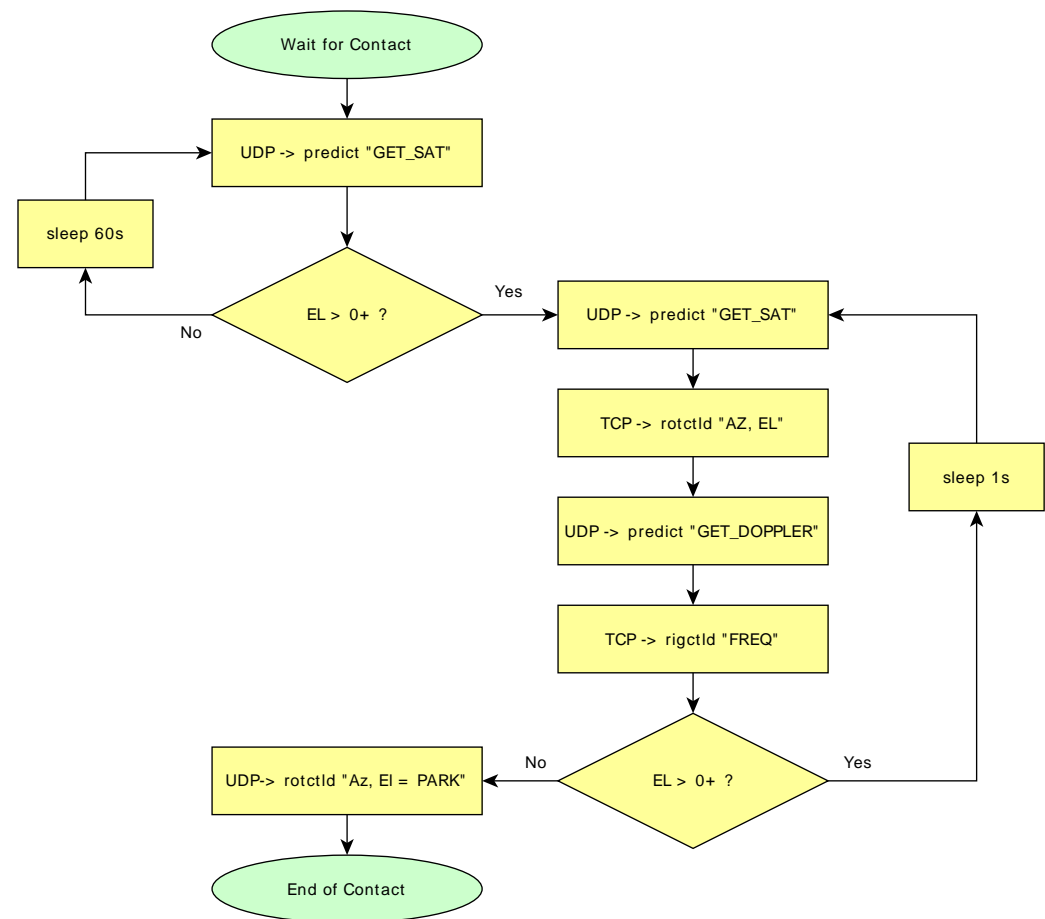 Wait for Contact
UDP -> predict "GET_SAT"
sleep 60s
EL > 0+ ?
No
Yes
UDP -> predict "GET_SAT"
TCP -> rotctld "AZ, EL"
sleep 1s
UDP -> predict "GET_DOPPLER"
TCP -> rigctld "FREQ"
EL > 0+ ?
No
Yes
UDP-> rotctld "Az, El = PARK"
End of Contact